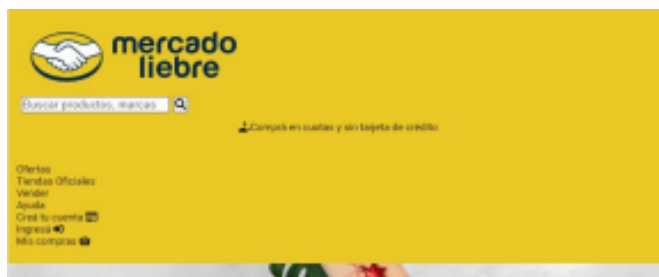 mercado
liebre
Buscar productos, marcas
Comprá en cuotas y sin tarjeta de crédito
Ofertas
Tiendas Oficiales
Vender
Ayuda
Creá tu cuenta
Ingresá
Mis compras